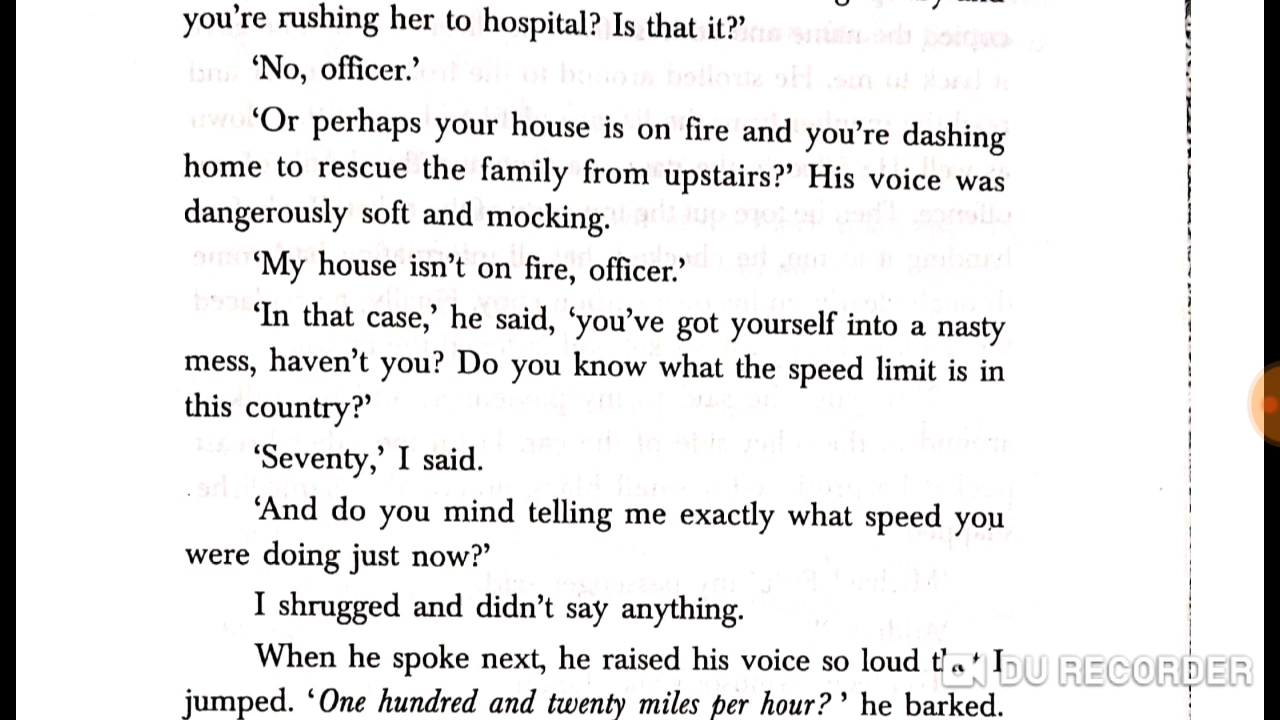 you're rushing her to hospital? Is that it?'
'No, officer.'
'Or perhaps your house is on fire and you're dashing
home to rescue the family from upstairs?' His voice was
dangerously soft and mocking.
'My house isn't on fire, officer.'
'In that case,' he said, 'you've got yourself into a nasty
mess, haven't you? Do you know what the speed limit is in
this country?'
'Seventy,' I said.
'And do you mind telling me exactly what speed you
were doing just now?'
I shrugged and didn't say anything.
When he spoke next, he raised his voice so loud that I
jumped. 'One hundred and twenty miles per hour?' he barked.
DU RECORDER